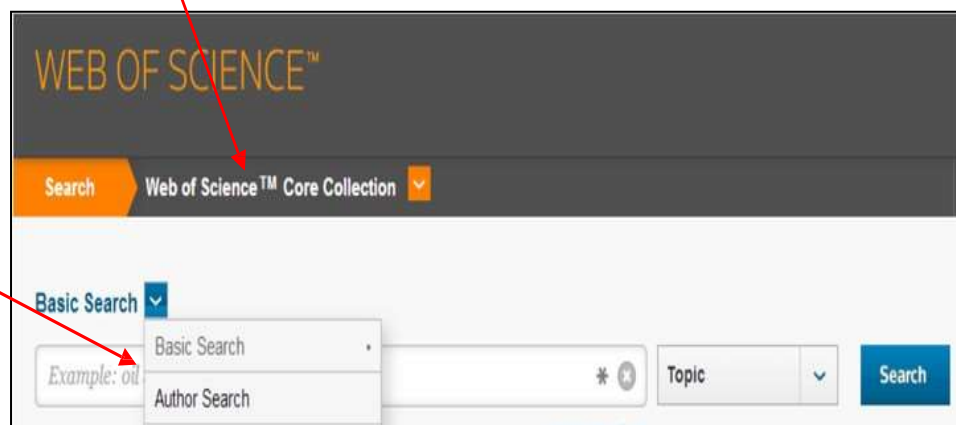 WEB OF SCIENCE™
Search Web of Science™ Core Collection
Basic Search
Basic Search
Example: oil
Topic
Search
Author Search